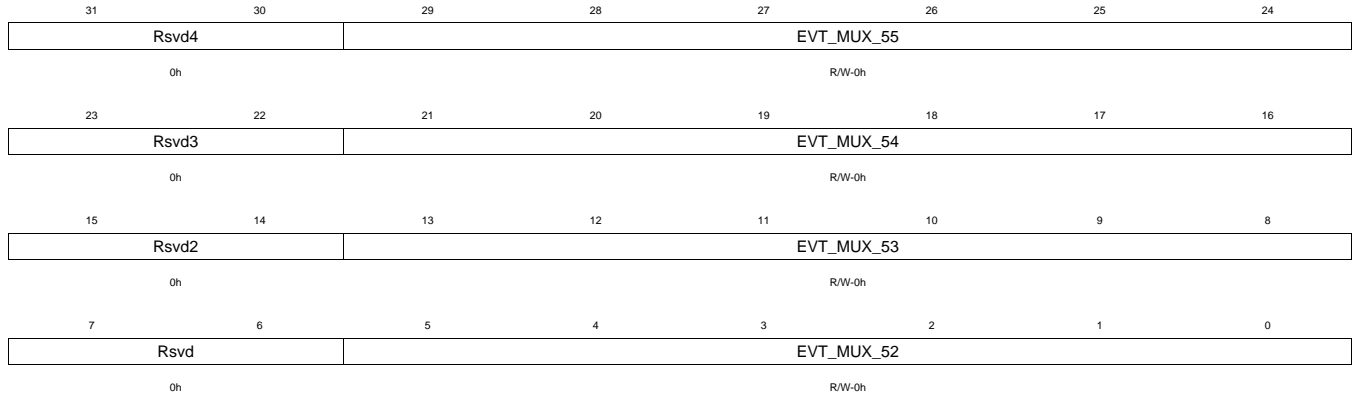 31 30 29 28 27 26 25 24
Rsvd4 EVT_MUX_55
0h R/W-0h
23 22 21 20 19 18 17 16
Rsvd3 EVT_MUX_54
0h R/W-0h
15 14 13 12 11 10 9 8
Rsvd2 EVT_MUX_53
0h R/W-0h
7 6 5 4 3 2 1 0
Rsvd EVT_MUX_52
0h R/W-0h